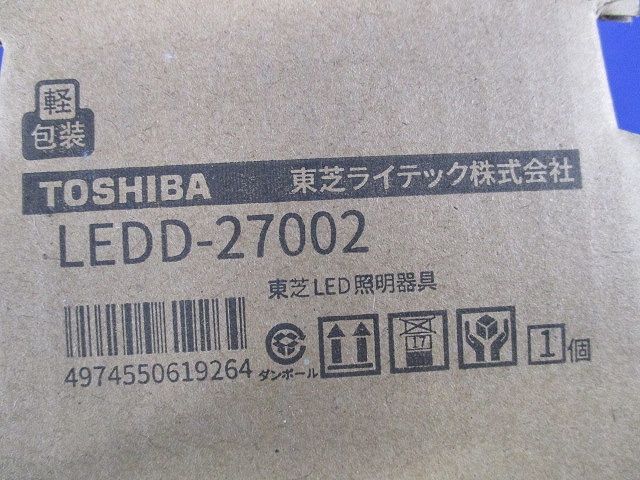 軽
包装
TOSHIBA 東芝ライテック株式会社
LEDD-27002
東芝LED照明器具
4974550619264 ダンボール 1個